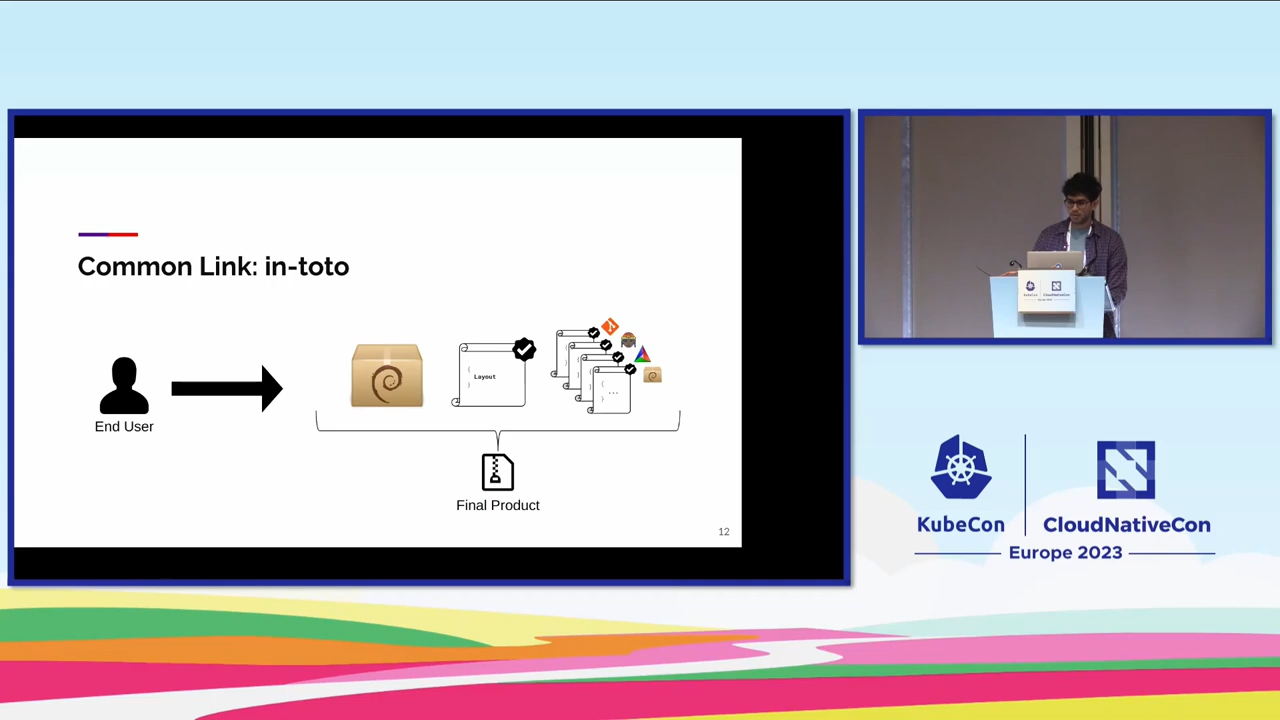 Common Link: in-toto
{
Layout
}
{
...
}
End User
Final Product
12
KubeCon
CloudNativeCon
Europe 2023